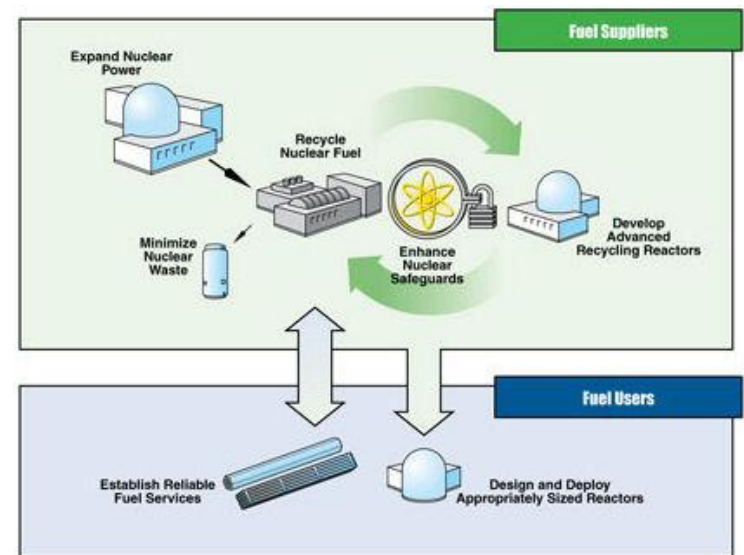 Fuel Suppliers
Expand Nuclear
Power
Recycle
Nuclear Fuel
Minimize
Nuclear
Waste
Enhance
Nuclear
Safeguards
Develop
Advanced
Recycling Reactors
Fuel Users
Establish Reliable
Fuel Services
Design and Deploy
Appropriately Sized Reactors